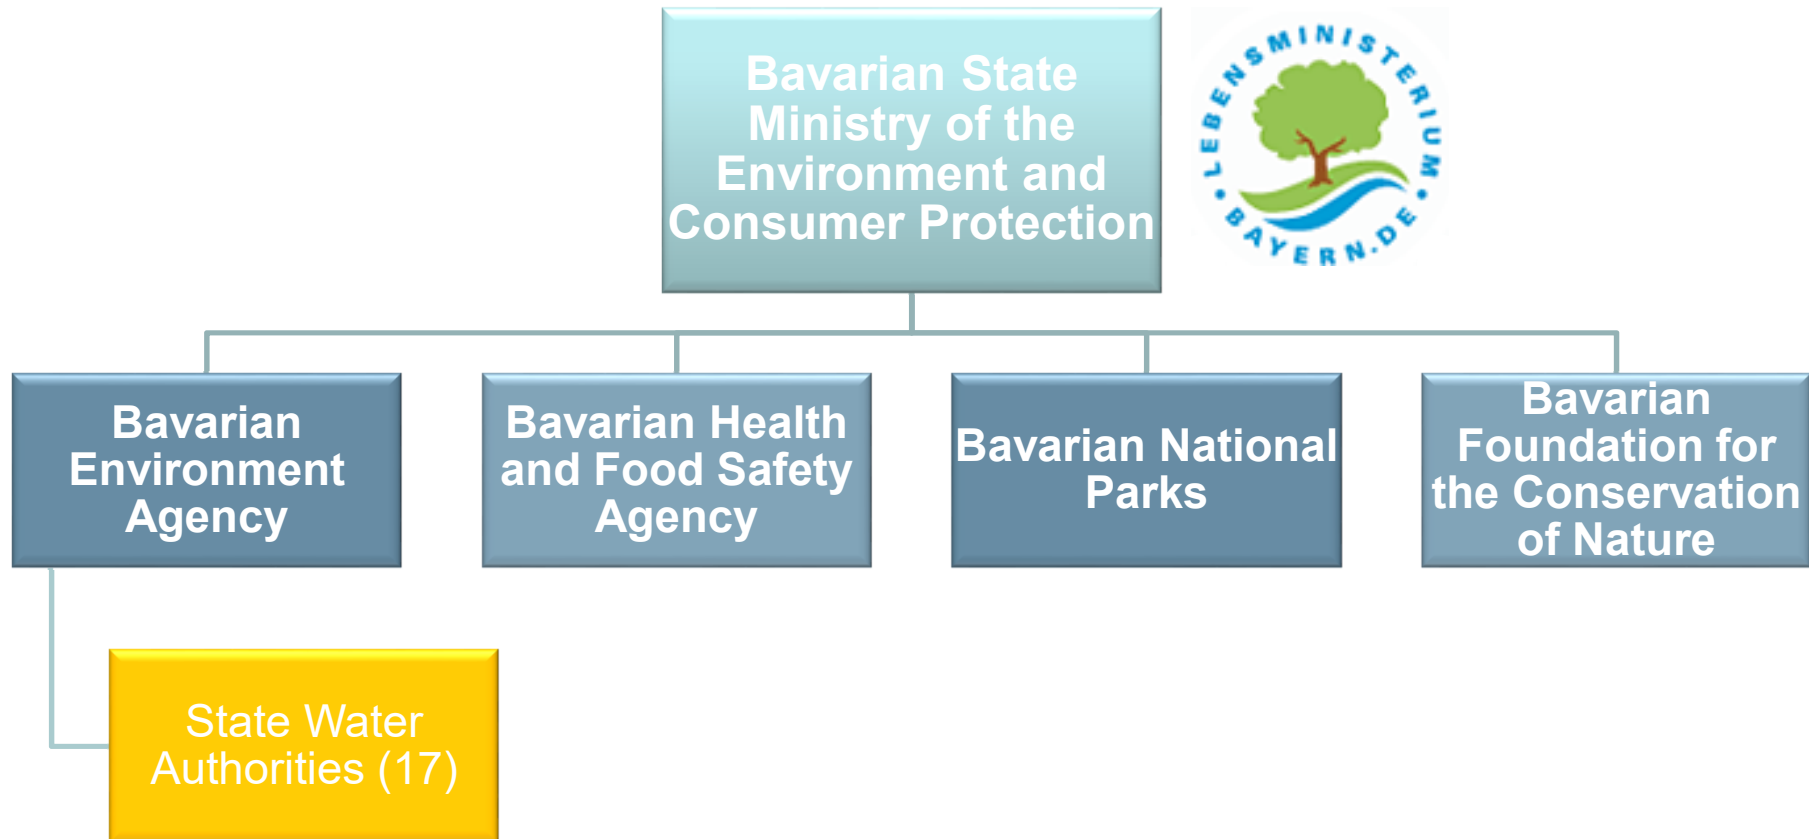 Bavarian State
Ministry of the
Environment and
Consumer Protection
• LEBENSMINISTERIUM •
BAYERN.DE
Bavarian
Environment
Agency
Bavarian Health
and Food Safety
Agency
Bavarian National
Parks
Bavarian
Foundation for
the Conservation
of Nature
State Water
Authorities (17)